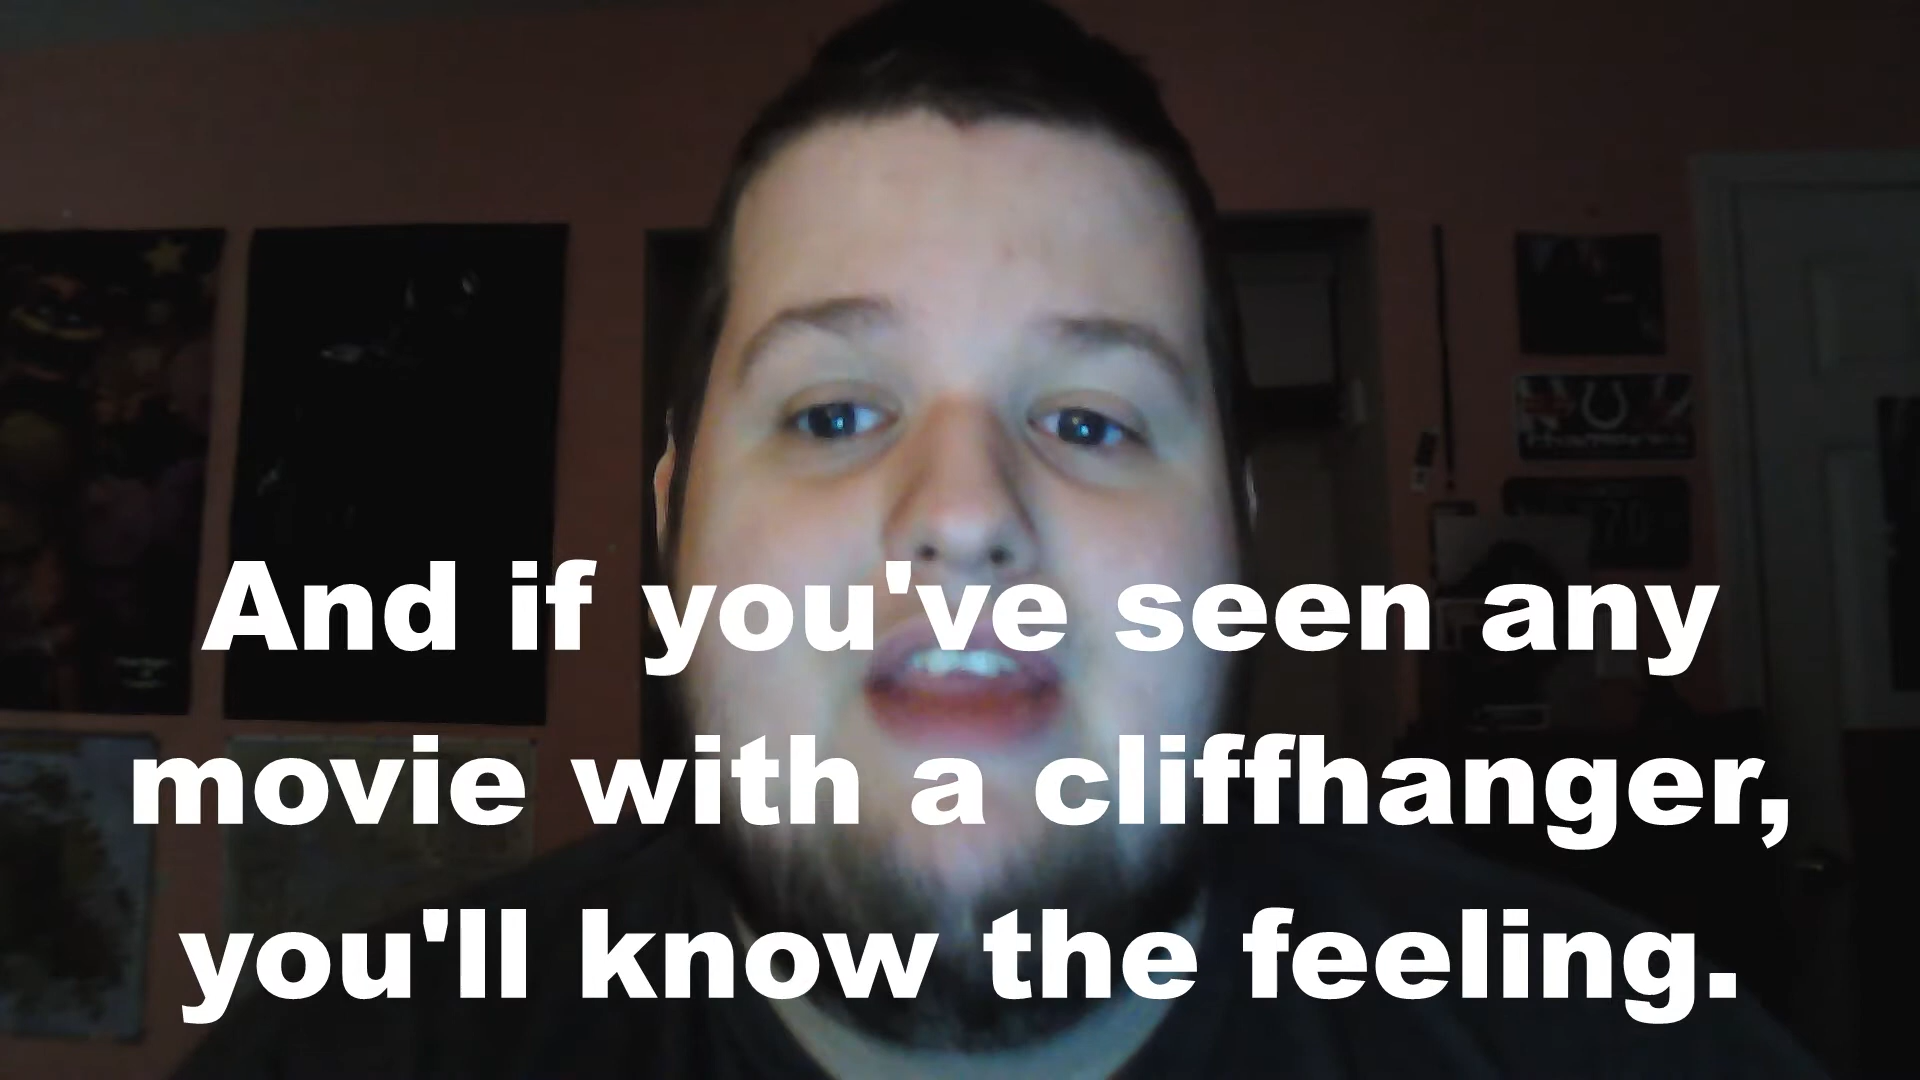 And if you've seen any
movie with a cliffhanger,
you'll know the feeling.